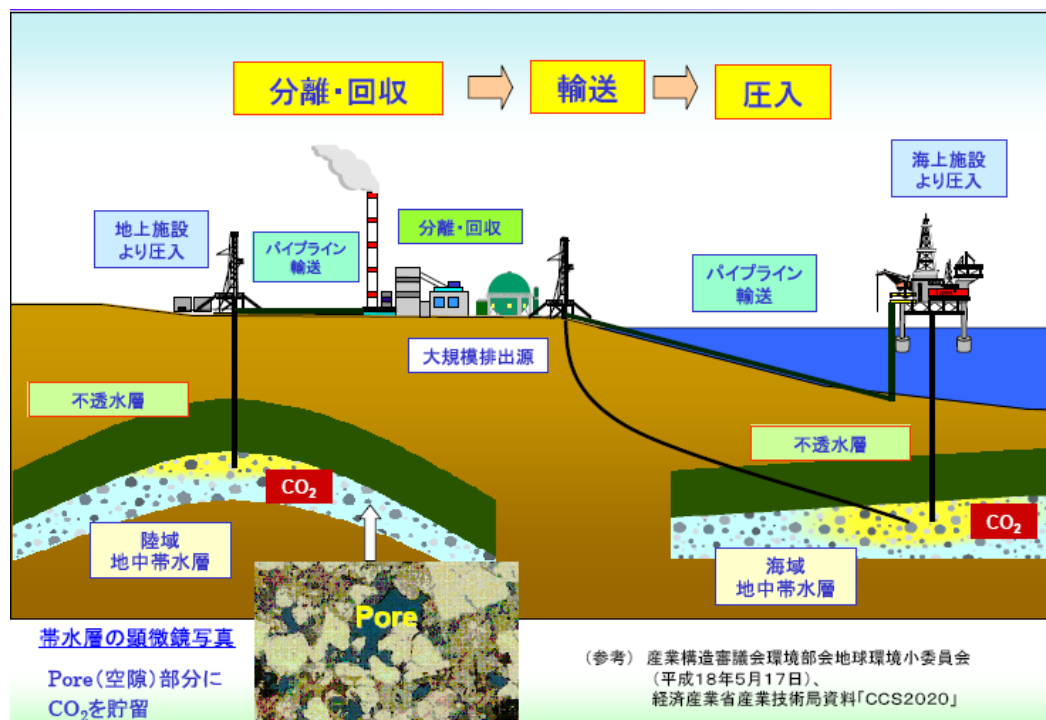 分離・回収
輸送
圧入
海上施設
より圧入
地上施設
より圧入
パイプライン
輸送
分離・回収
パイプライン
輸送
大規模排出源
不透水層
不透水層
CO₂
CO₂
陸域
地中帯水層
海域
地中帯水層
Pore
帯水層の顕微鏡写真
Pore(空隙)部分に
CO₂を貯留
(参考) 産業構造審議会環境部会地球環境小委員会
(平成18年5月17日)、
経済産業省産業技術局資料「CCS2020」